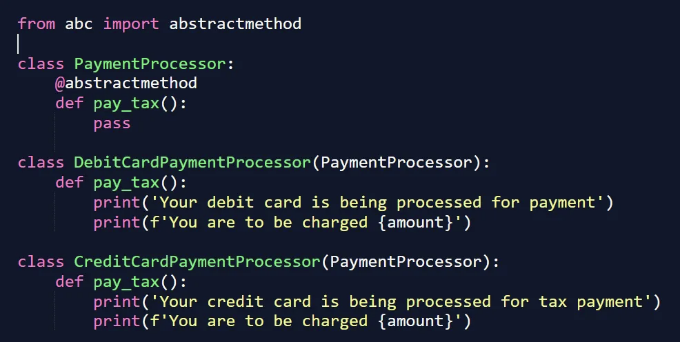 from abc import abstractmethod
class PaymentProcessor:
@abstractmethod
def pay_tax():
pass
class DebitCardPaymentProcessor(PaymentProcessor):
def pay_tax():
print('Your debit card is being processed for payment')
print(f'You are to be charged {amount}')
class CreditCardPaymentProcessor(PaymentProcessor):
def pay_tax():
print('Your credit card is being processed for tax payment')
print(f'You are to be charged {amount}')